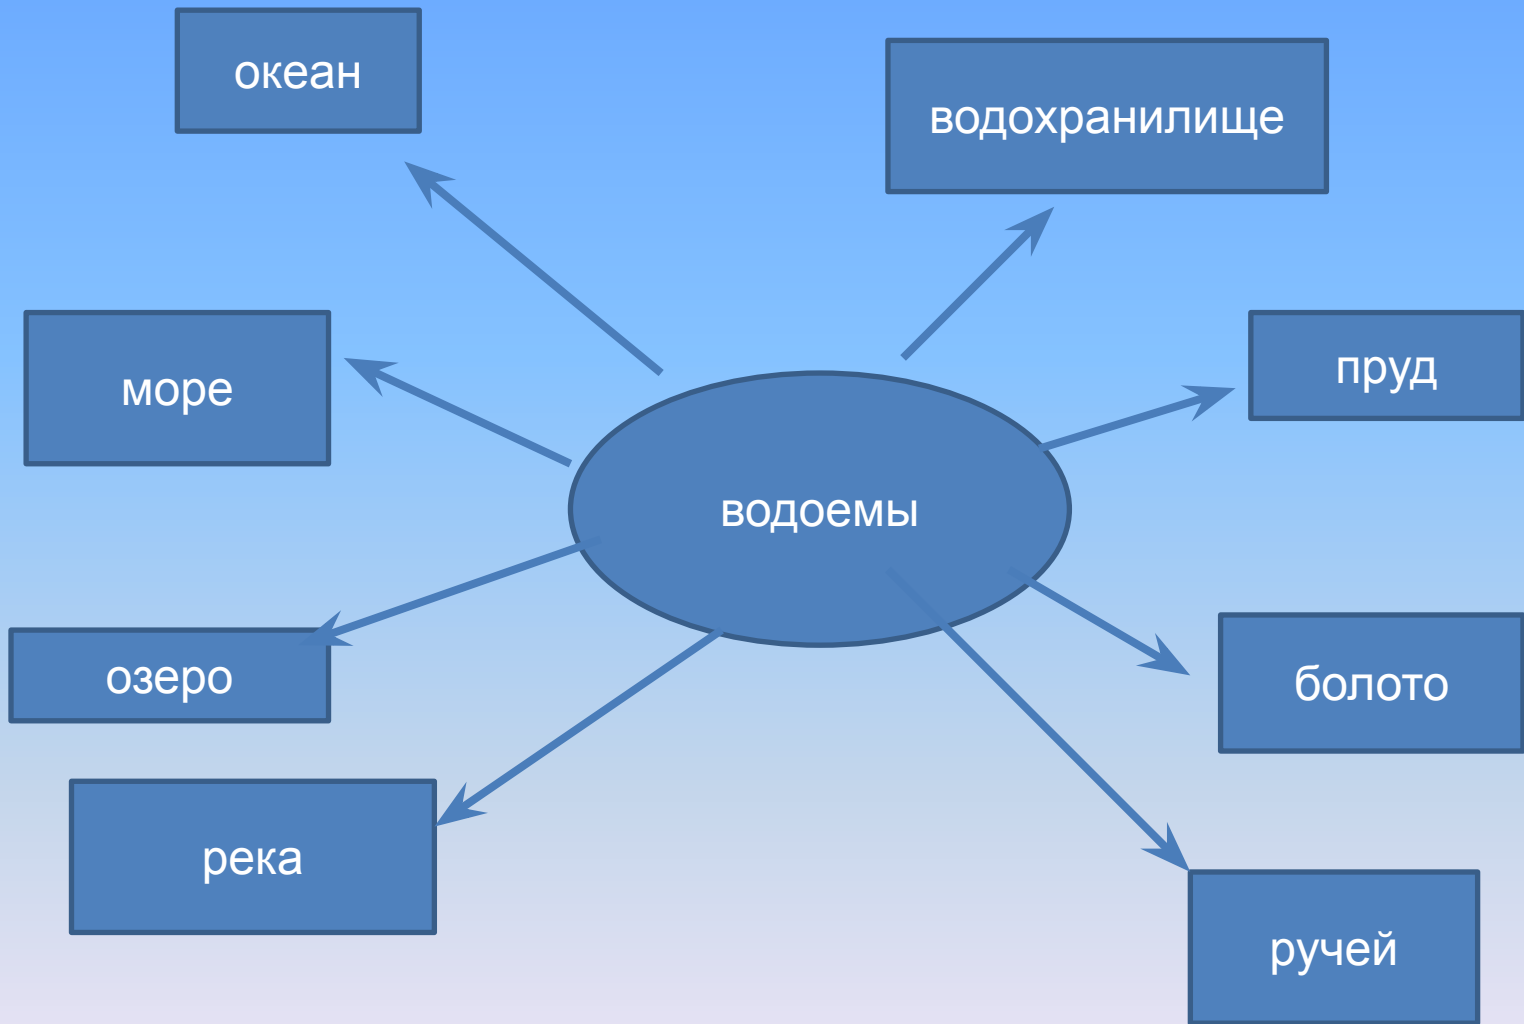 океан
водохранилище
море
пруд
водоемы
озеро
болото
река
ручей